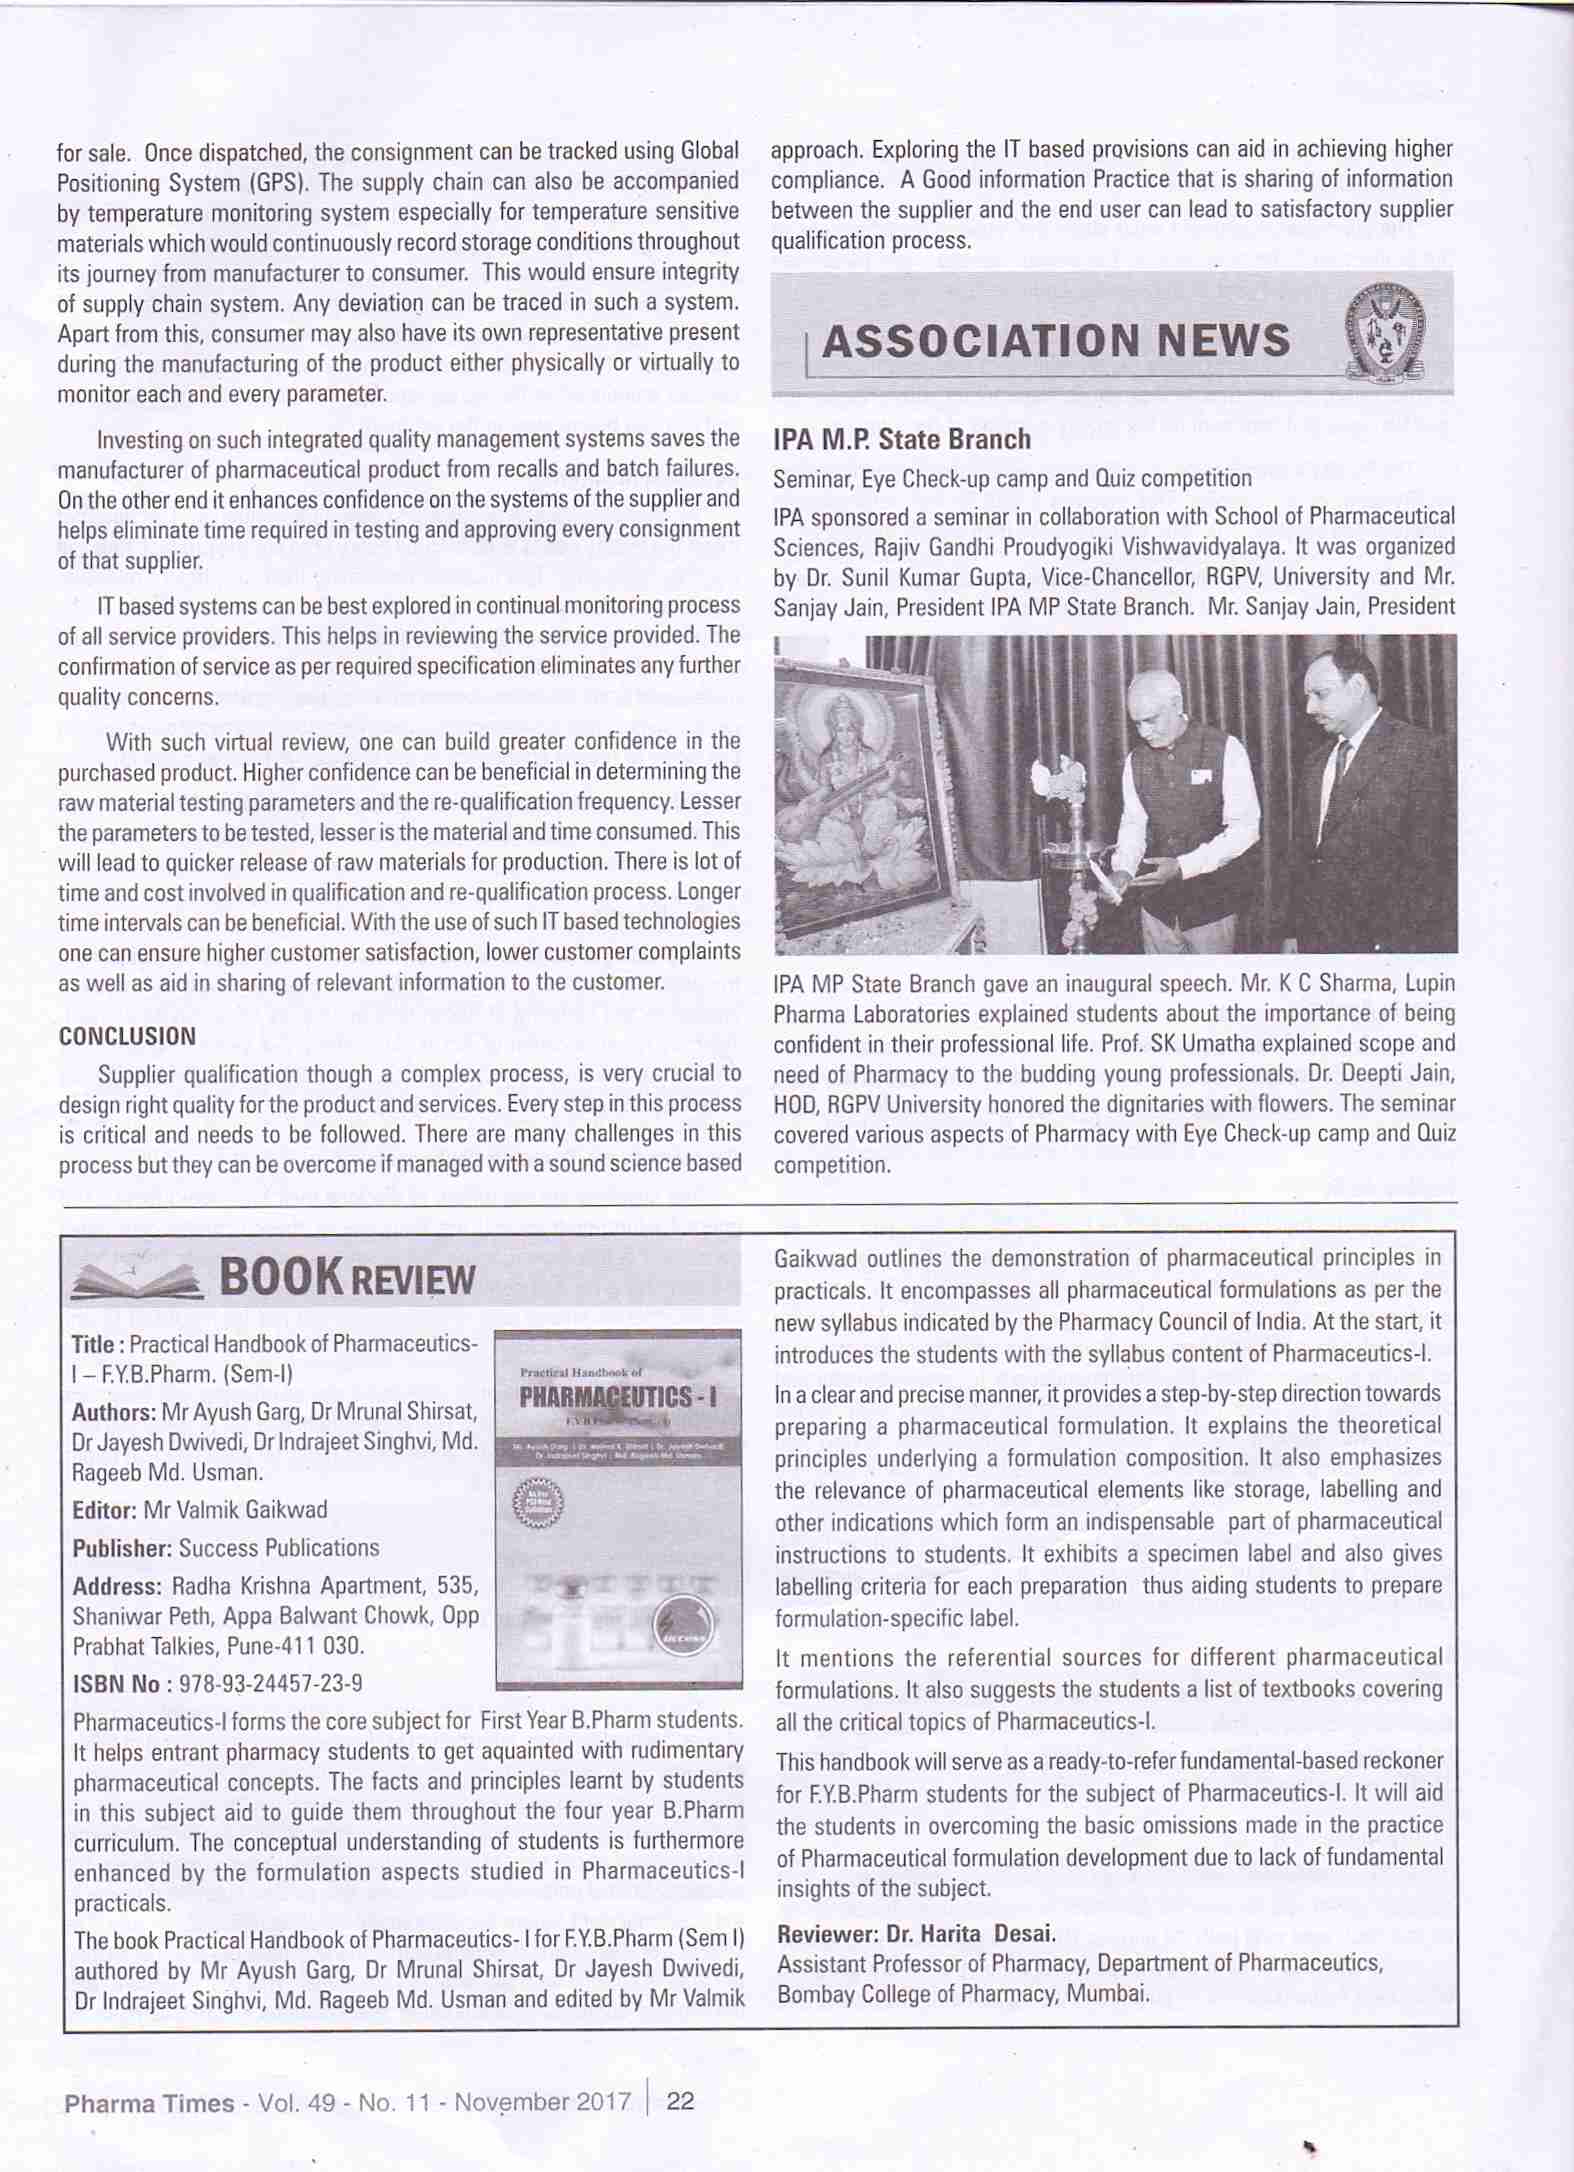 for sale.  Once dispatched, the consignment can be tracked using Global
Positioning System (GPS). The supply chain can also be accompanied
by temperature monitoring system especially for temperature sensitive
materials which would continuously record storage conditions throughout
its journey from manufacturer to consumer.  This would ensure integrity
of supply chain system. Any deviation can be traced in such a system.
Apart from this, consumer may also have its own representative present
during the manufacturing of the product either physically or virtually to
monitor each and every parameter.
Investing on such integrated quality management systems saves the
manufacturer of pharmaceutical product from recalls and batch failures.
On the other end it enhances confidence on the systems of the supplier and
helps eliminate time required in testing and approving every consignment
of that supplier.
IT based systems can be best explored in continual monitoring process
of all service providers. This helps in reviewing the service provided. The
confirmation of service as per required specification eliminates any further
quality concerns.
With such virtual review, one can build greater confidence in the
purchased product. Higher confidence can be beneficial in determining the
raw material testing parameters and the re-qualification frequency. Lesser
the parameters to be tested, lesser is the material and time consumed. This
will lead to quicker release of raw materials for production. There is lot of
time and cost involved in qualification and re-qualification process. Longer
time intervals can be beneficial. With the use of such IT based technologies
one can ensure higher customer satisfaction, lower customer complaints
as well as aid in sharing of relevant information to the customer.
CONCLUSION
Supplier qualification though a complex process, is very crucial to
design right quality for the product and services. Every step in this process
is critical and needs to be followed. There are many challenges in this
process but they can be overcome if managed with a sound science based
approach. Exploring the IT based provisions can aid in achieving higher
compliance.  A Good information Practice that is sharing of information
between the supplier and the end user can lead to satisfactory supplier
qualification process.
ASSOCIATION NEWS
IPA M.P. State Branch
Seminar, Eye Check-up camp and Quiz competition
IPA sponsored a seminar in collaboration with School of Pharmaceutical
Sciences, Rajiv Gandhi Proudyogiki Vishwavidyalaya. It was organized
by Dr. Sunil Kumar Gupta, Vice-Chancellor, RGPV, University and Mr.
Sanjay Jain, President IPA MP State Branch.  Mr. Sanjay Jain, President
IPA MP State Branch gave an inaugural speech. Mr. K C Sharma, Lupin
Pharma Laboratories explained students about the importance of being
confident in their professional life. Prof. SK Umatha explained scope and
need of Pharmacy to the budding young professionals. Dr. Deepti Jain,
HOD, RGPV University honored the dignitaries with flowers. The seminar
covered various aspects of Pharmacy with Eye Check-up camp and Quiz
competition.
BOOK REVIEW
Title : Practical Handbook of Pharmaceutics-
I – F.Y.B.Pharm. (Sem-I)
Authors: Mr Ayush Garg, Dr Mrunal Shirsat,
Dr Jayesh Dwivedi, Dr Indrajeet Singhvi, Md.
Rageeb Md. Usman.
Editor: Mr Valmik Gaikwad
Publisher: Success Publications
Address: Radha Krishna Apartment, 535,
Shaniwar Peth, Appa Balwant Chowk, Opp
Prabhat Talkies, Pune-411 030.
ISBN No : 978-93-24457-23-9
Practical Handbook of
PHARMACEUTICS - I
Pharmaceutics-I forms the core subject for  First Year B.Pharm students.
It helps entrant pharmacy students to get aquainted with rudimentary
pharmaceutical concepts. The facts and principles learnt by students
in this subject aid to guide them throughout the four year B.Pharm
curriculum. The conceptual understanding of students is furthermore
enhanced by the formulation aspects studied in Pharmaceutics-I
practicals.
The book Practical Handbook of Pharmaceutics- I for F.Y.B.Pharm (Sem I)
authored by Mr Ayush Garg, Dr Mrunal Shirsat, Dr Jayesh Dwivedi,
Dr Indrajeet Singhvi, Md. Rageeb Md. Usman and edited by Mr Valmik
Gaikwad outlines the demonstration of pharmaceutical principles in
practicals. It encompasses all pharmaceutical formulations as per the
new syllabus indicated by the Pharmacy Council of India. At the start, it
introduces the students with the syllabus content of Pharmaceutics-I.
In a clear and precise manner, it provides a step-by-step direction towards
preparing a pharmaceutical formulation. It explains the theoretical
principles underlying a formulation composition. It also emphasizes
the relevance of pharmaceutical elements like storage, labelling and
other indications which form an indispensable  part of pharmaceutical
instructions to students. It exhibits a specimen label and also gives
labelling criteria for each preparation  thus aiding students to prepare
formulation-specific label.
It mentions the referential sources for different pharmaceutical
formulations. It also suggests the students a list of textbooks covering
all the critical topics of Pharmaceutics-I.
This handbook will serve as a ready-to-refer fundamental-based reckoner
for F.Y.B.Pharm students for the subject of Pharmaceutics-I. It will aid
the students in overcoming the basic omissions made in the practice
of Pharmaceutical formulation development due to lack of fundamental
insights of the subject.
Reviewer: Dr. Harita  Desai.
Assistant Professor of Pharmacy, Department of Pharmaceutics,
Bombay College of Pharmacy, Mumbai.
Pharma Times - Vol. 49 - No. 11 - November 2017 | 22